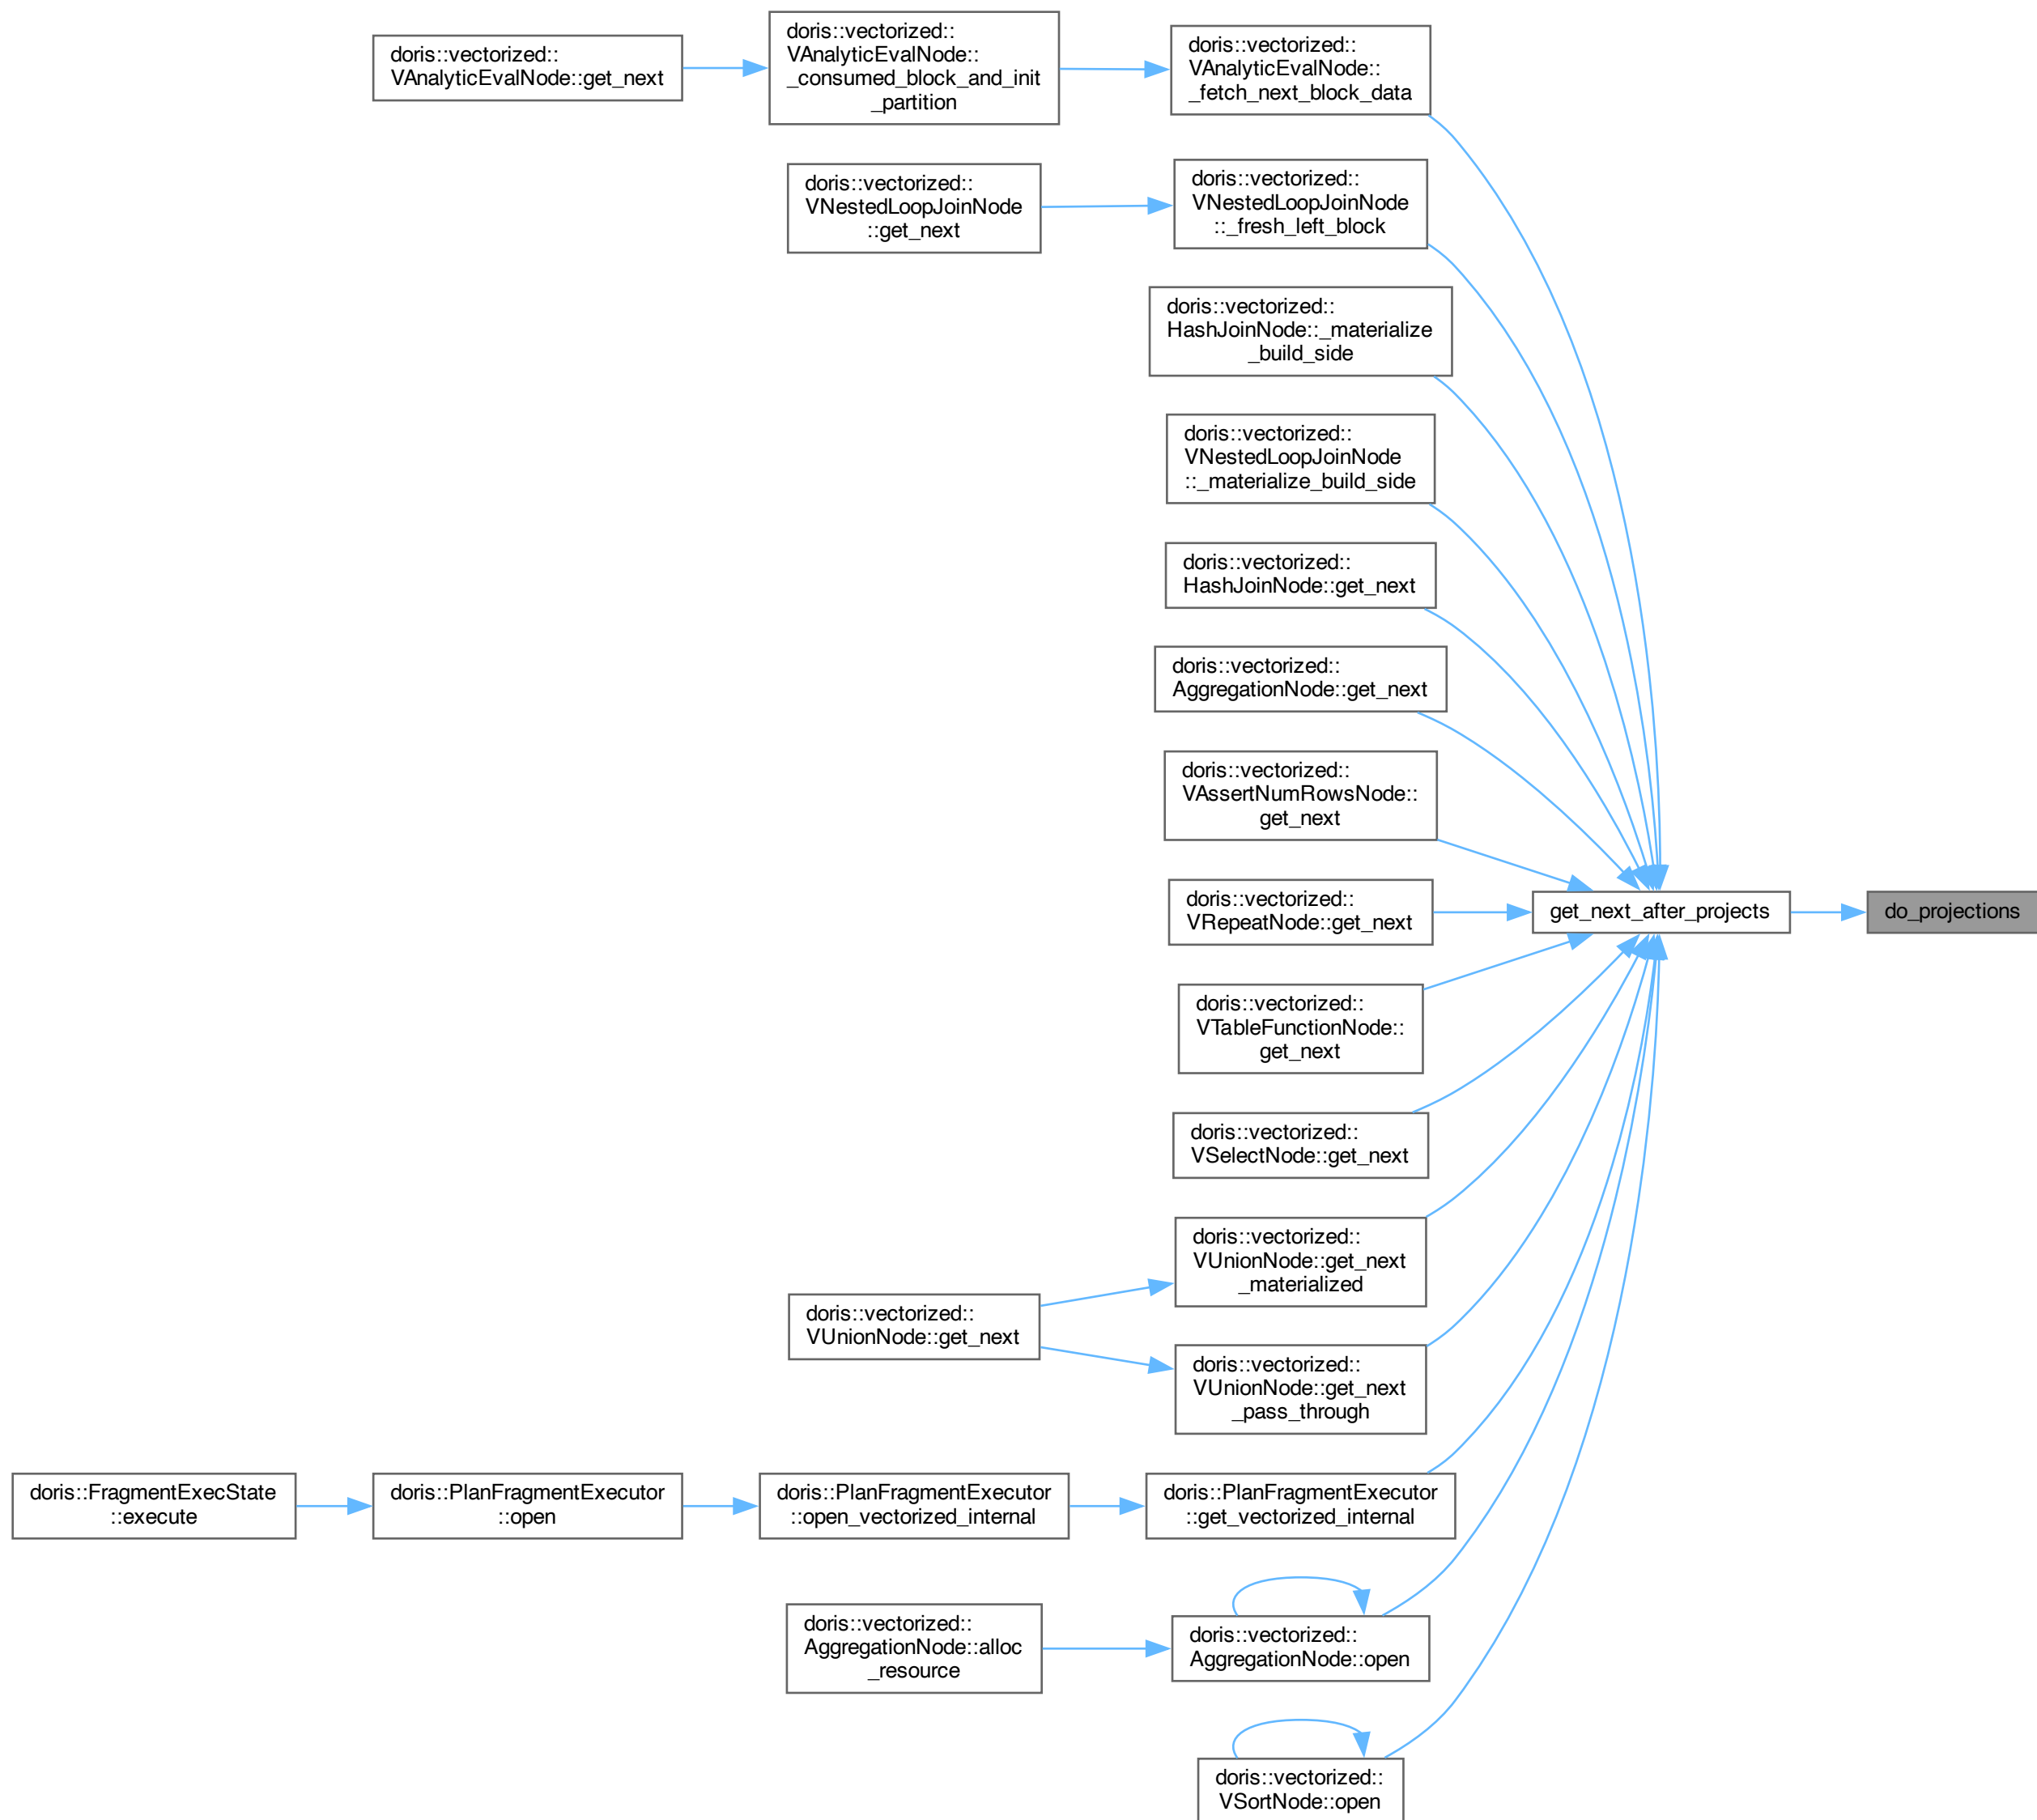 doris::vectorized::
VAnalyticEvalNode::get_next
doris::vectorized::
VAnalyticEvalNode::
_consumed_block_and_init
_partition
doris::vectorized::
VAnalyticEvalNode::
_fetch_next_block_data
doris::vectorized::
VNestedLoopJoinNode
::get_next
doris::vectorized::
VNestedLoopJoinNode
::_fresh_left_block
doris::vectorized::
HashJoinNode::_materialize
_build_side
doris::vectorized::
VNestedLoopJoinNode
::_materialize_build_side
doris::vectorized::
HashJoinNode::get_next
doris::vectorized::
AggregationNode::get_next
doris::vectorized::
VAssertNumRowsNode::
get_next
doris::vectorized::
VRepeatNode::get_next
get_next_after_projects
do_projections
doris::vectorized::
VTableFunctionNode::
get_next
doris::vectorized::
VSelectNode::get_next
doris::vectorized::
VUnionNode::get_next
_materialized
doris::vectorized::
VUnionNode::get_next
doris::vectorized::
VUnionNode::get_next
_pass_through
doris::FragmentExecState
::execute
doris::PlanFragmentExecutor
::open
doris::PlanFragmentExecutor
::open_vectorized_internal
doris::PlanFragmentExecutor
::get_vectorized_internal
doris::vectorized::
AggregationNode::alloc
_resource
doris::vectorized::
AggregationNode::open
doris::vectorized::
VSortNode::open